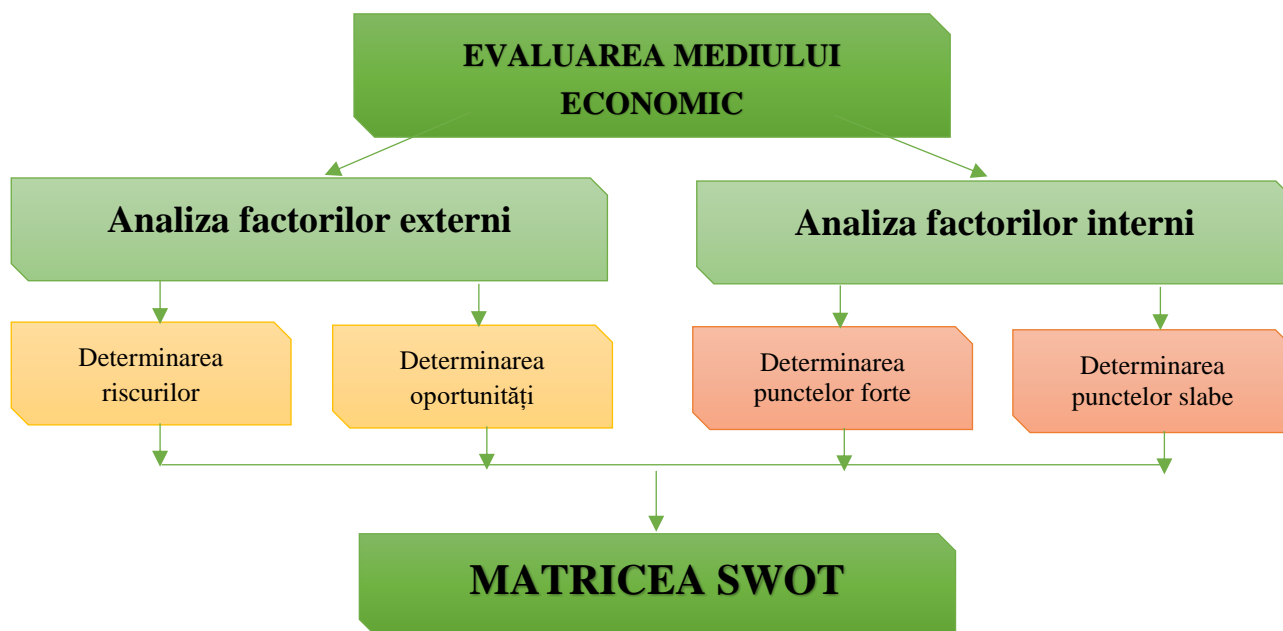 EVALUAREA MEDIULUI
ECONOMIC
Analiza factorilor externi
Analiza factorilor interni
Determinarea
riscurilor
Determinarea
oportunități
Determinarea
punctelor forte
Determinarea
punctelor slabe
MATRICEA SWOT